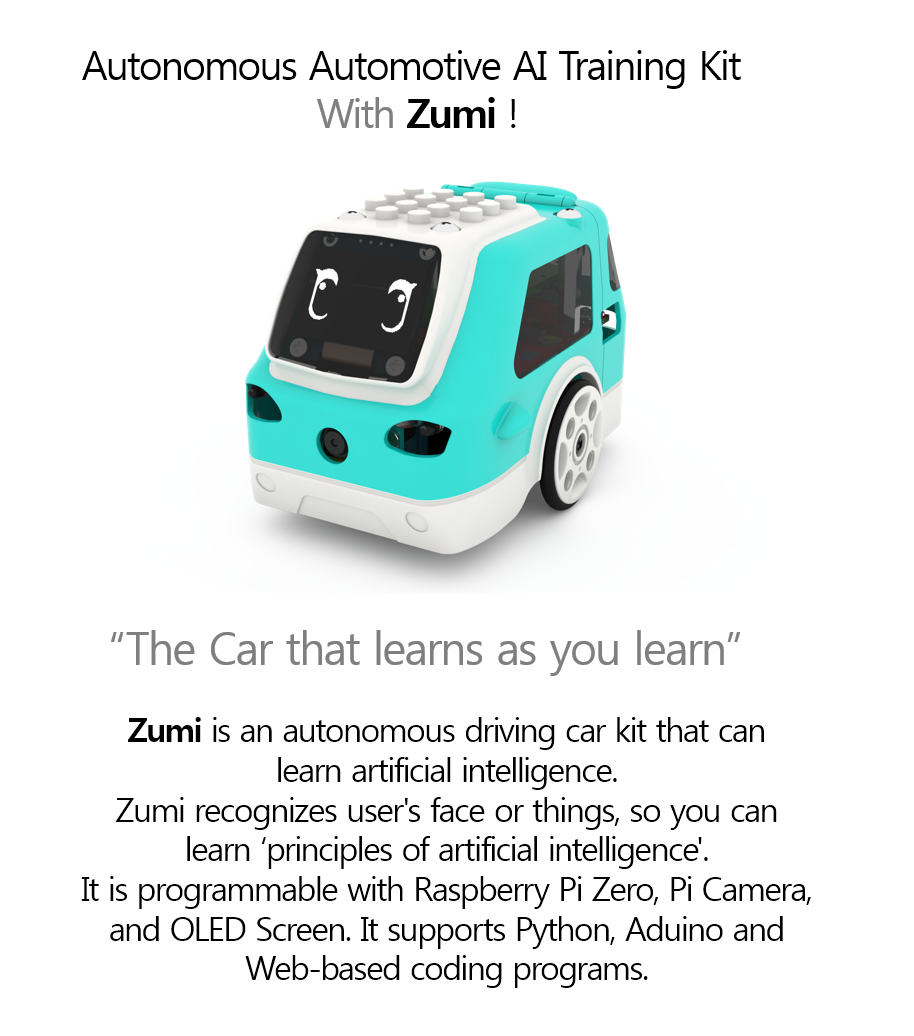 Autonomous Automotive AI Training Kit
With Zumi !
“The Car that learns as you learn”
Zumi is an autonomous driving car kit that can
learn artificial intelligence.
Zumi recognizes user's face or things, so you can
learn ‘principles of artificial intelligence'.
It is programmable with Raspberry Pi Zero, Pi Camera,
and OLED Screen. It supports Python, Aduino and
Web-based coding programs.